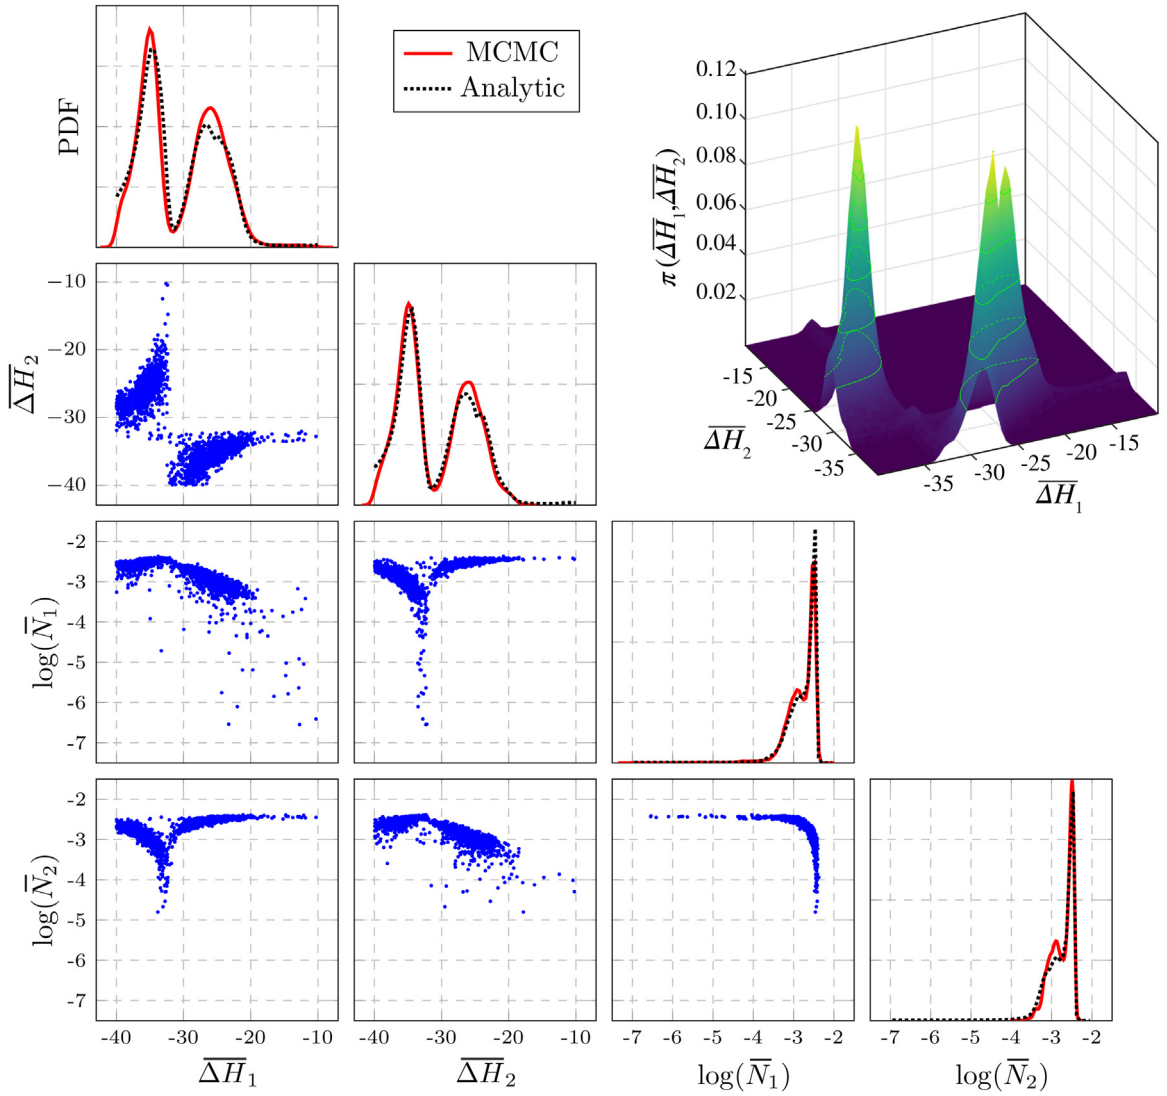 PDF
MCMC
Analytic
0.12
0.10
0.08
0.06
0.04
0.02
π(ΔH̅₁,ΔH̅₂)
-15
-20
-25
-30
-35
ΔH̅₂
-35
-30
-25
-20
-15
ΔH̅₁
ΔH̅₂
−10
−20
−30
−40
log(N̅₁)
-2
-3
-4
-5
-6
-7
log(N̅₂)
-2
-3
-4
-5
-6
-7
-40 -30 -20 -10
-40 -30 -20 -10
-7 -6 -5 -4 -3 -2
-7 -6 -5 -4 -3 -2
ΔH̅₁
ΔH̅₂
log(N̅₁)
log(N̅₂)